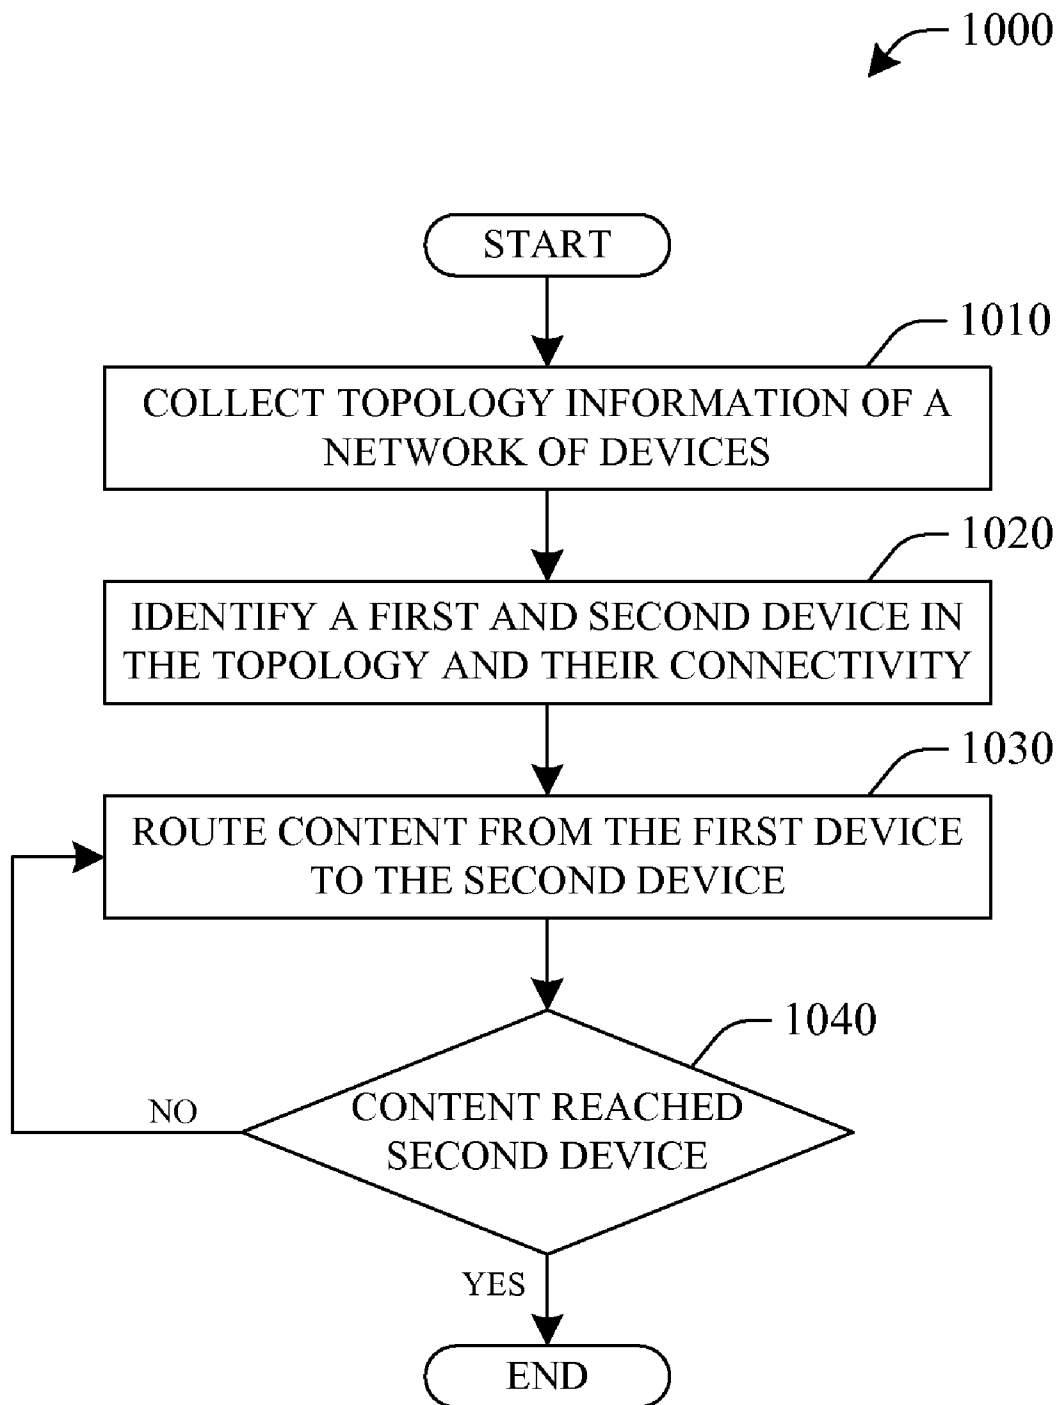 1000
START
1010
COLLECT TOPOLOGY INFORMATION OF A
NETWORK OF DEVICES
1020
IDENTIFY A FIRST AND SECOND DEVICE IN
THE TOPOLOGY AND THEIR CONNECTIVITY
1030
ROUTE CONTENT FROM THE FIRST DEVICE
TO THE SECOND DEVICE
1040
CONTENT REACHED
SECOND DEVICE
NO
YES
END